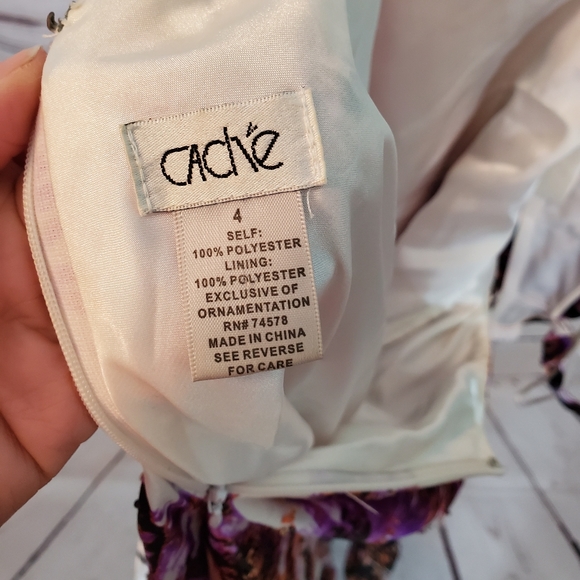 CACHÉ
4
SELF:
100% POLYESTER
LINING:
100% POLYESTER
EXCLUSIVE OF
ORNAMENTATION
RN# 74578
MADE IN CHINA
SEE REVERSE
FOR CARE